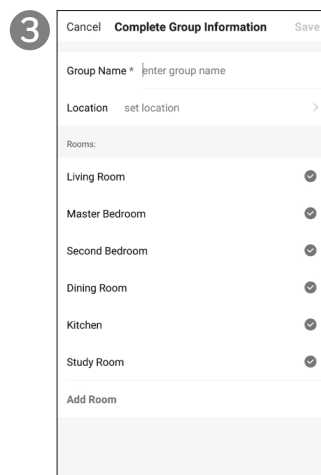 3
Cancel Complete Group Information Save
Group Name * enter group name
Location set location
Rooms:
Living Room
Master Bedroom
Second Bedroom
Dining Room
Kitchen
Study Room
Add Room